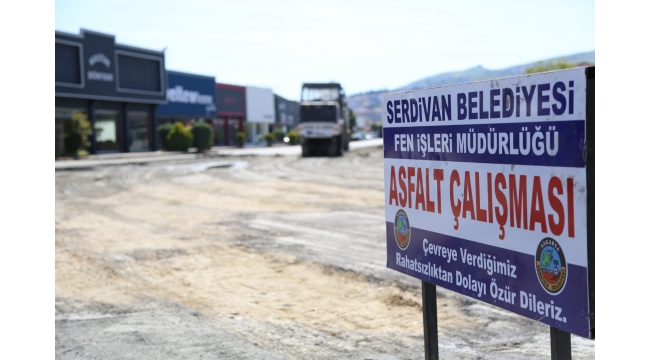 SERDİVAN BELEDİYESİ
FEN İŞLERİ MÜDÜRLÜĞÜ
ASFALT ÇALIŞMASI
Çevreye Verdiğimiz
Rahatsızlıktan Dolayı Özür Dileriz.